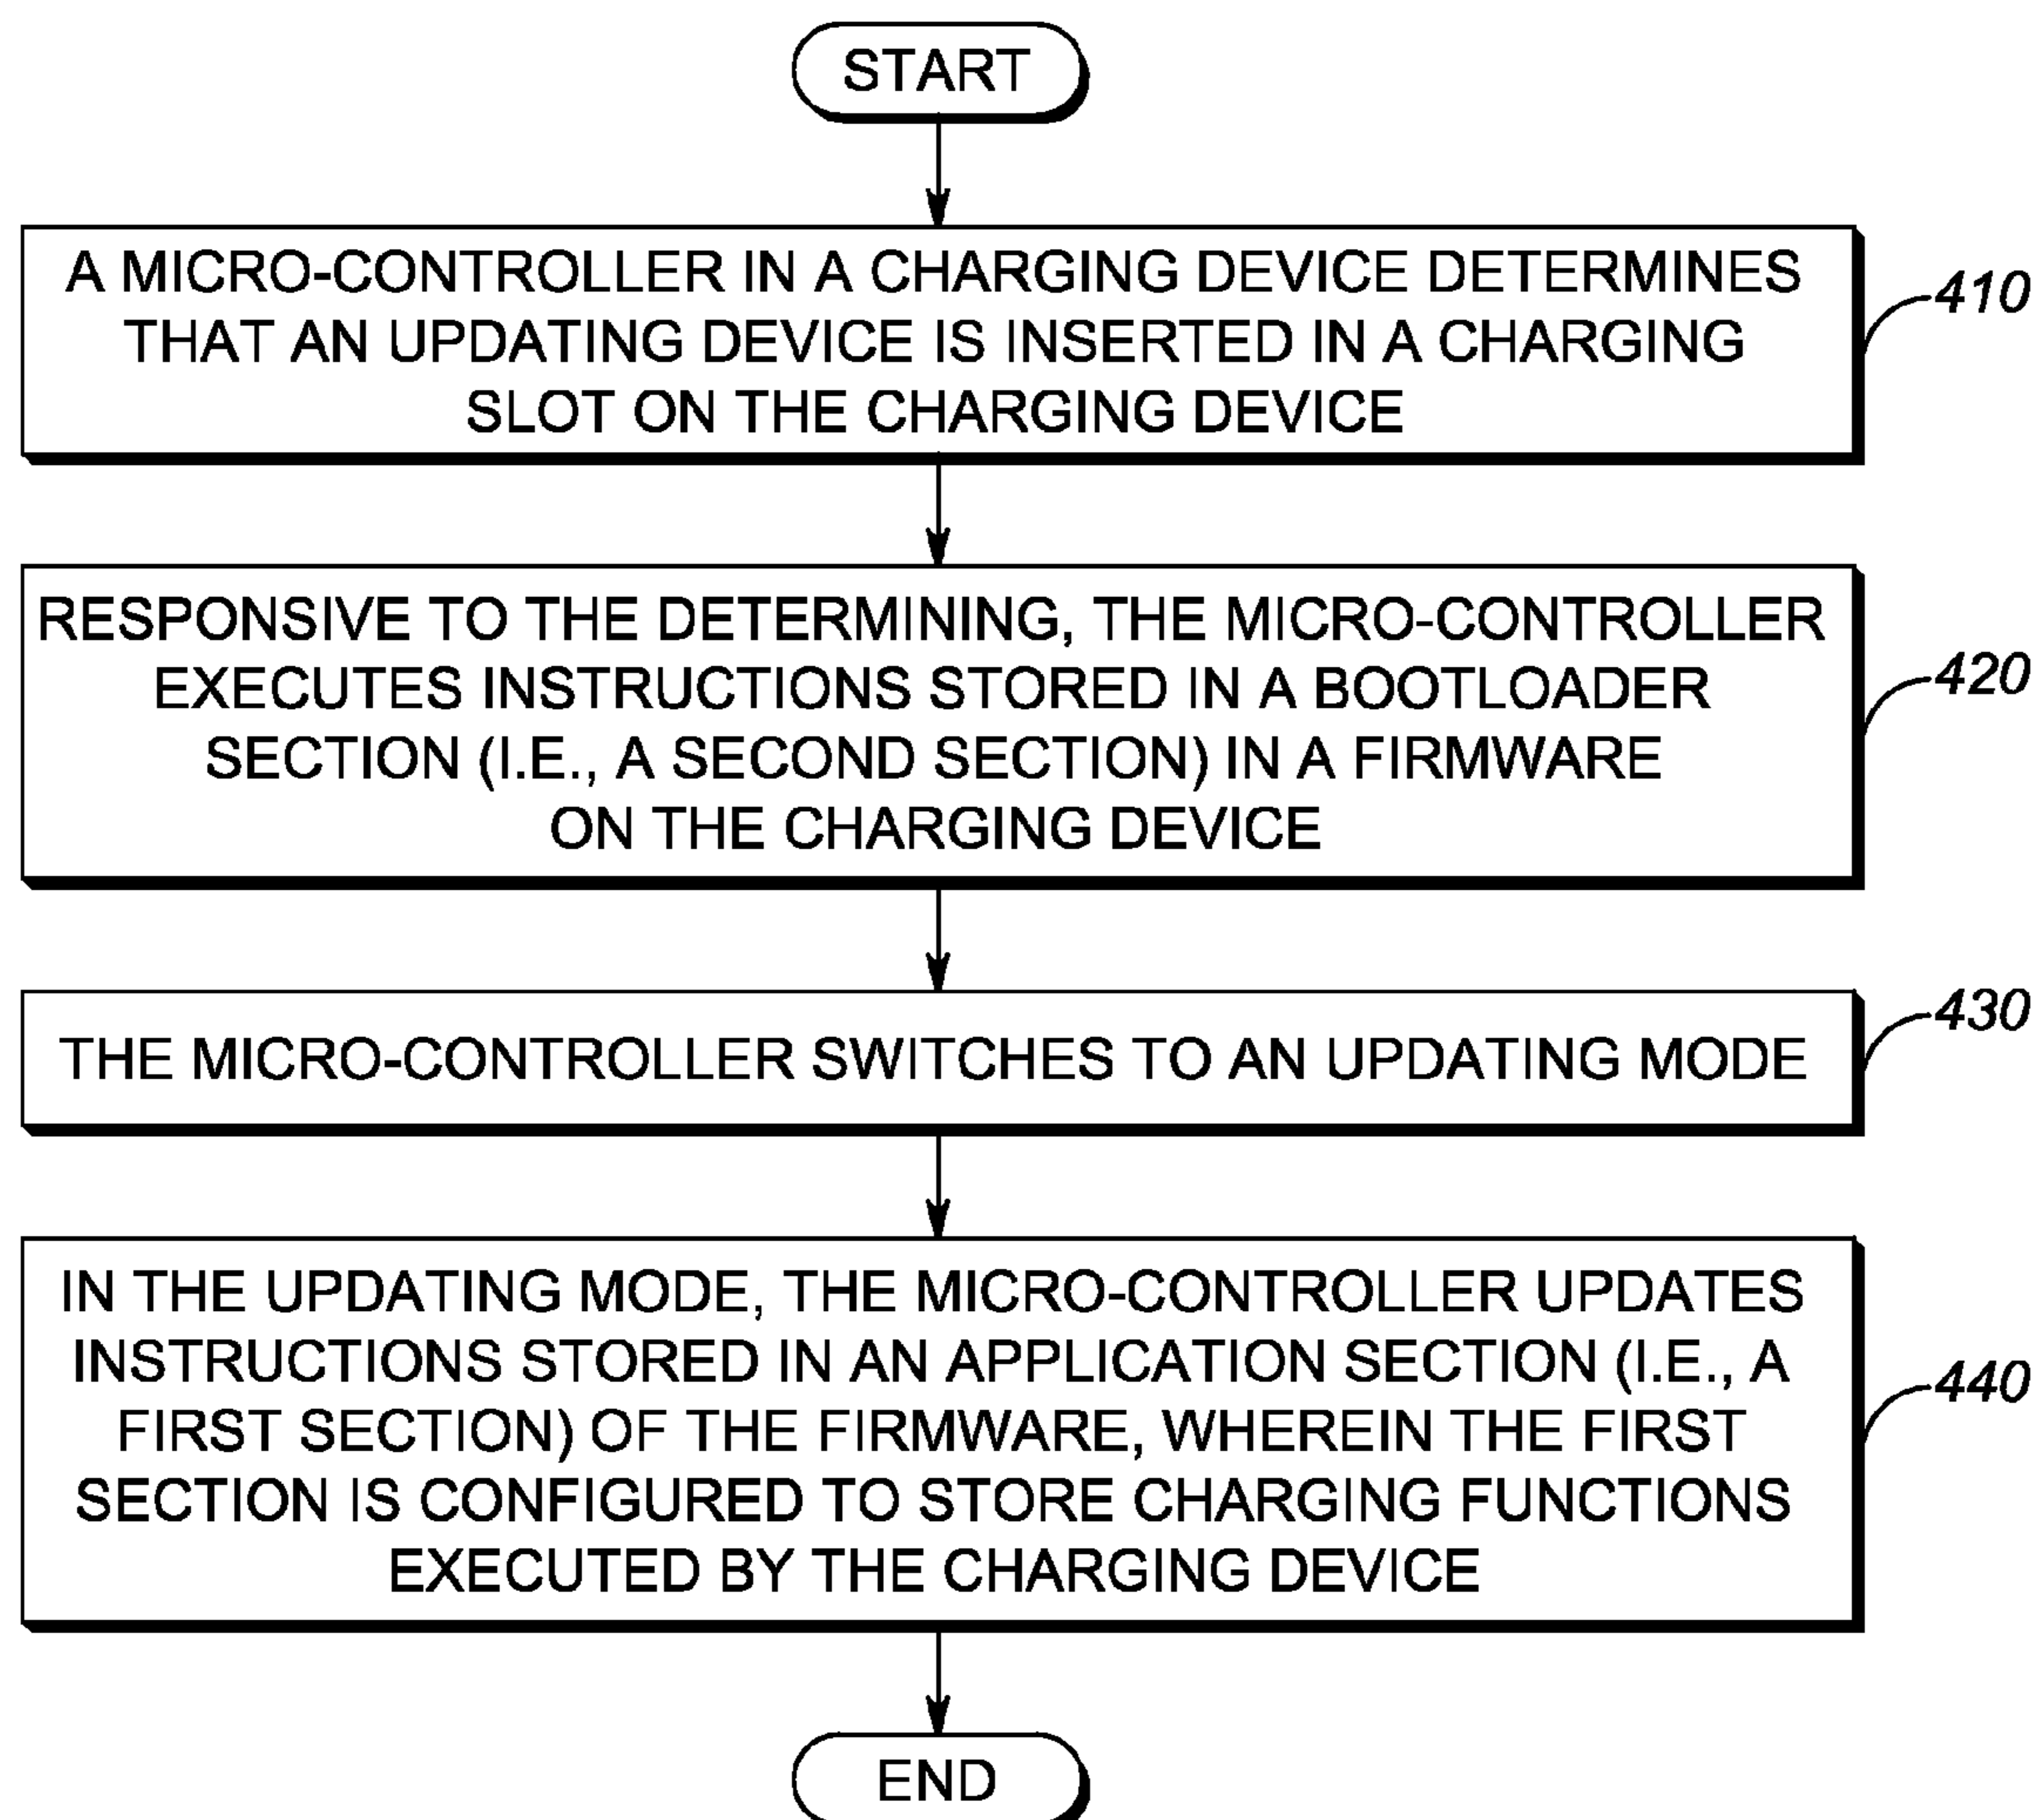 START
A MICRO-CONTROLLER IN A CHARGING DEVICE DETERMINES
THAT AN UPDATING DEVICE IS INSERTED IN A CHARGING
SLOT ON THE CHARGING DEVICE
410
RESPONSIVE TO THE DETERMINING, THE MICRO-CONTROLLER
EXECUTES INSTRUCTIONS STORED IN A BOOTLOADER
SECTION (I.E., A SECOND SECTION) IN A FIRMWARE
ON THE CHARGING DEVICE
420
THE MICRO-CONTROLLER SWITCHES TO AN UPDATING MODE
430
IN THE UPDATING MODE, THE MICRO-CONTROLLER UPDATES
INSTRUCTIONS STORED IN AN APPLICATION SECTION (I.E., A
FIRST SECTION) OF THE FIRMWARE, WHEREIN THE FIRST
SECTION IS CONFIGURED TO STORE CHARGING FUNCTIONS
EXECUTED BY THE CHARGING DEVICE
440
END